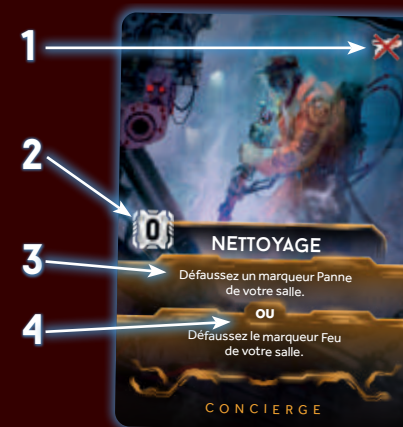 1
2
0
NETTOYAGE
3
Défaussez un marqueur Panne
de votre salle.
4
OU
Défaussez le marqueur Feu
de votre salle.
CONCIERGE